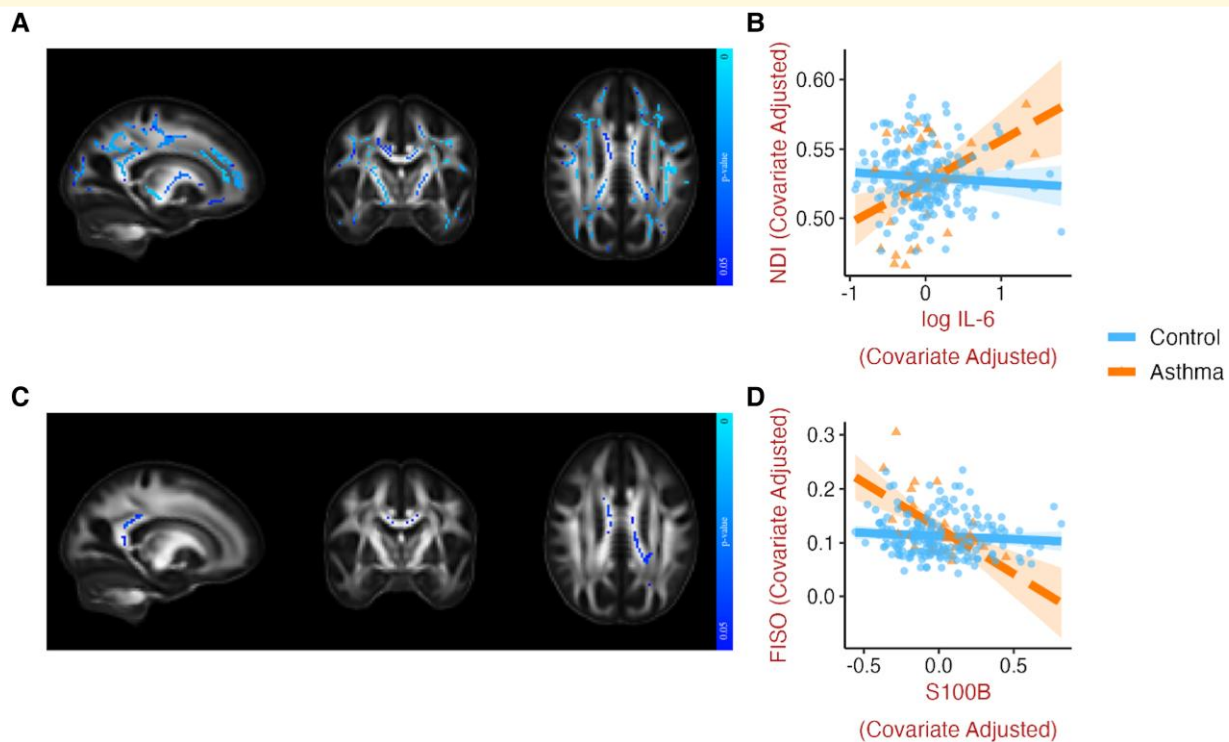 A
0
p-value
0.05
B
NDI (Covariate Adjusted)
0.60
0.55
0.50
-1
0
1
log IL-6
(Covariate Adjusted)
Control
Asthma
C
0
p-value
0.05
D
FISO (Covariate Adjusted)
0.3
0.2
0.1
0.0
-0.5
0.0
0.5
S100B
(Covariate Adjusted)